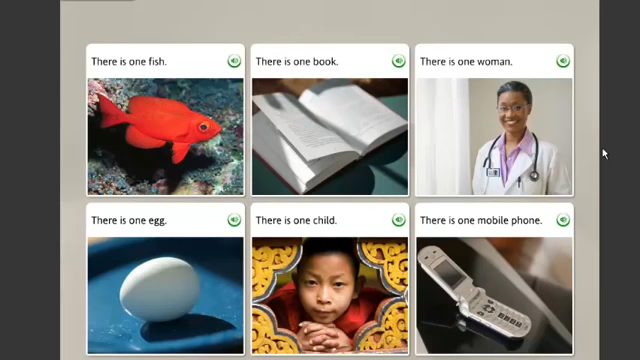 There is one fish.
There is one book.
There is one woman.
There is one egg.
There is one child.
There is one mobile phone.